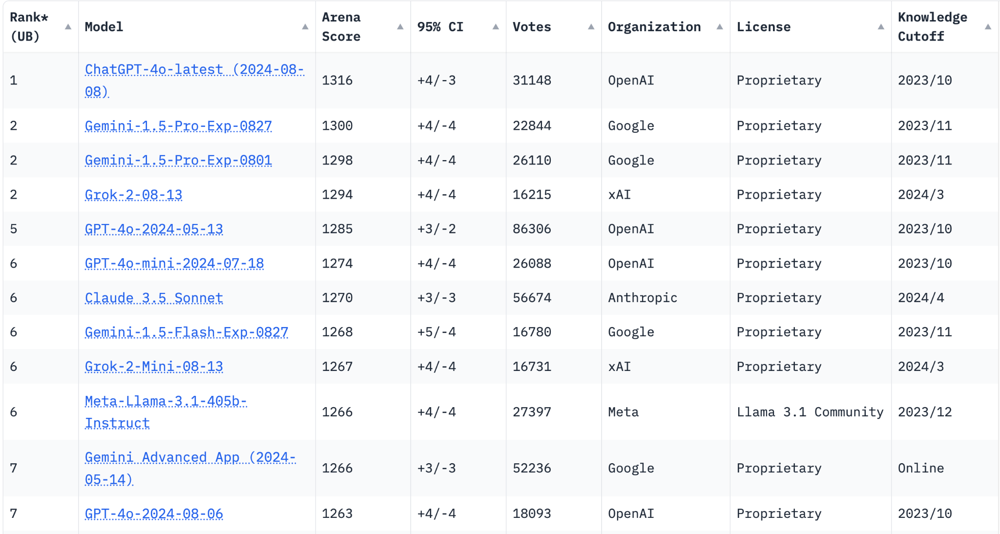 Rank* (UB) Model Arena Score 95% CI Votes Organization License Knowledge Cutoff
1 ChatGPT-4o-latest (2024-08-
08) 1316 +4/-3 31148 OpenAI Proprietary 2023/10
2 Gemini-1.5-Pro-Exp-0827 1300 +4/-4 22844 Google Proprietary 2023/11
2 Gemini-1.5-Pro-Exp-0801 1298 +4/-4 26110 Google Proprietary 2023/11
2 Grok-2-08-13 1294 +4/-4 16215 xAI Proprietary 2024/3
5 GPT-4o-2024-05-13 1285 +3/-2 86306 OpenAI Proprietary 2023/10
6 GPT-4o-mini-2024-07-18 1274 +4/-4 26088 OpenAI Proprietary 2023/10
6 Claude 3.5 Sonnet 1270 +3/-3 56674 Anthropic Proprietary 2024/4
6 Gemini-1.5-Flash-Exp-0827 1268 +5/-4 16780 Google Proprietary 2023/11
6 Grok-2-Mini-08-13 1267 +4/-4 16731 xAI Proprietary 2024/3
6 Meta-Llama-3.1-405b-
Instruct 1266 +4/-4 27397 Meta Llama 3.1 Community 2023/12
7 Gemini Advanced App (2024-
05-14) 1266 +3/-3 52236 Google Proprietary Online
7 GPT-4o-2024-08-06 1263 +4/-4 18093 OpenAI Proprietary 2023/10